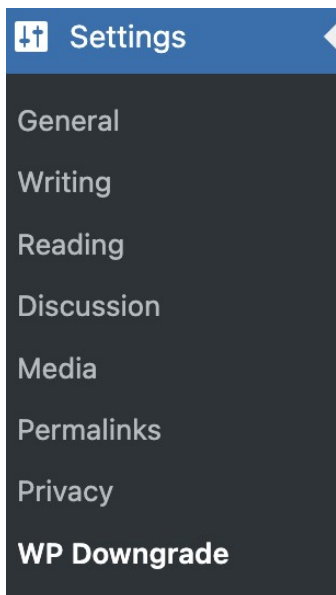 Settings
General
Writing
Reading
Discussion
Media
Permalinks
Privacy
WP Downgrade